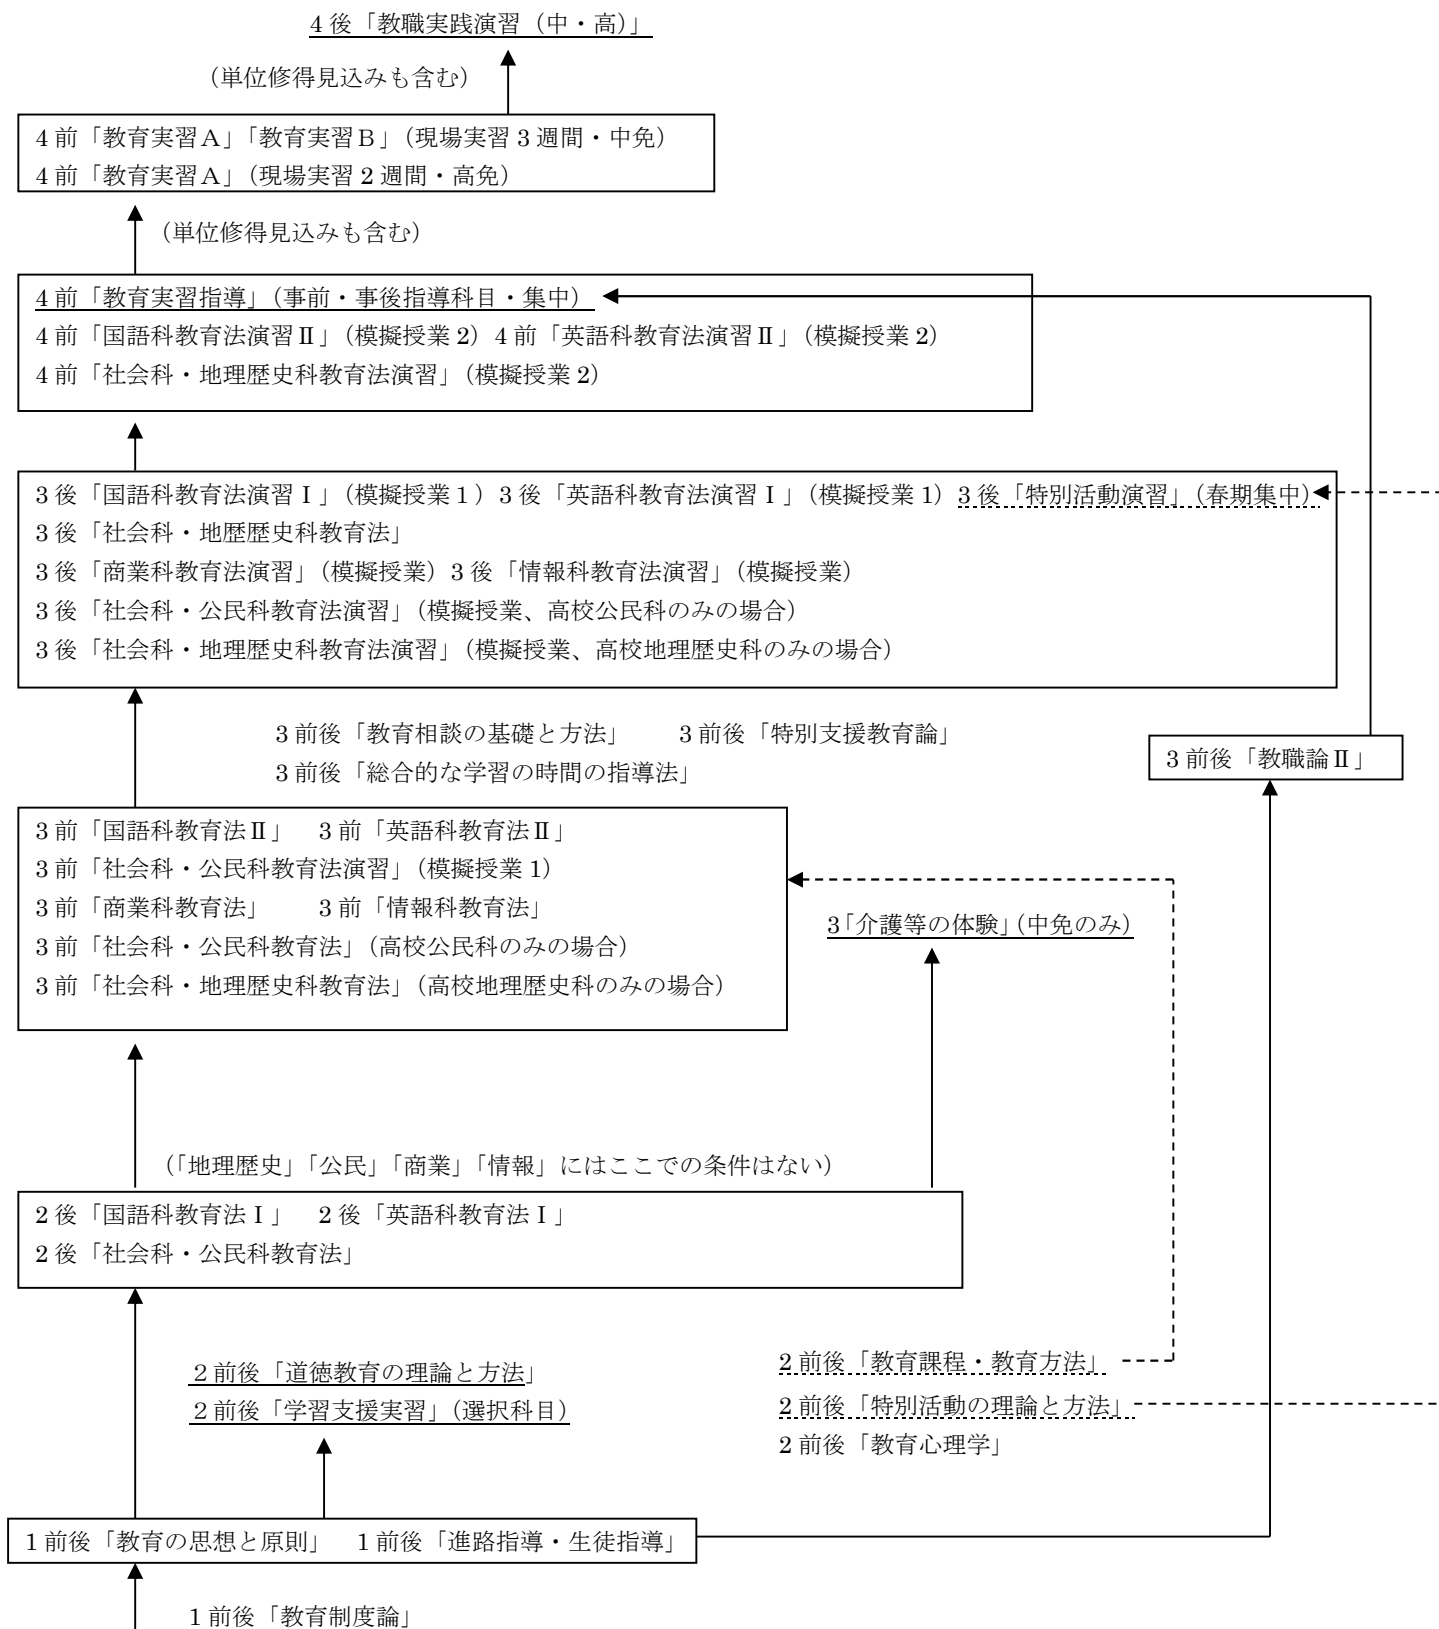 4後「教職実践演習（中・高）」
（単位修得見込みも含む）
4前「教育実習A」「教育実習B」（現場実習3週間・中免）
4前「教育実習A」（現場実習2週間・高免）
（単位修得見込みも含む）
4前「教育実習指導」（事前・事後指導科目・集中）
4前「国語科教育法演習Ⅱ」（模擬授業2）4前「英語科教育法演習Ⅱ」（模擬授業2）
4前「社会科・地理歴史科教育法演習」（模擬授業2）
3後「国語科教育法演習Ⅰ」（模擬授業1）3後「英語科教育法演習Ⅰ」（模擬授業1）3後「特別活動演習」（春期集中）
3後「社会科・地歴歴史科教育法」
3後「商業科教育法演習」（模擬授業）3後「情報科教育法演習」（模擬授業）
3後「社会科・公民科教育法演習」（模擬授業、高校公民科のみの場合）
3後「社会科・地理歴史科教育法演習」（模擬授業、高校地理歴史科のみの場合）
3前後「教育相談の基礎と方法」　3前後「特別支援教育論」
3前後「総合的な学習の時間の指導法」
3前後「教職論Ⅱ」
3前「国語科教育法Ⅱ」　3前「英語科教育法Ⅱ」
3前「社会科・公民科教育法演習」（模擬授業1）
3前「商業科教育法」　3前「情報科教育法」
3前「社会科・公民科教育法」（高校公民科のみの場合）
3前「社会科・地理歴史科教育法」（高校地理歴史科のみの場合）
3「介護等の体験」（中免のみ）
（「地理歴史」「公民」「商業」「情報」にはここでの条件はない）
2後「国語科教育法Ⅰ」　2後「英語科教育法Ⅰ」
2後「社会科・公民科教育法」
2前後「道徳教育の理論と方法」
2前後「学習支援実習」（選択科目）
2前後「教育課程・教育方法」
2前後「特別活動の理論と方法」
2前後「教育心理学」
1前後「教育の思想と原則」　1前後「進路指導・生徒指導」
1前後「教育制度論」